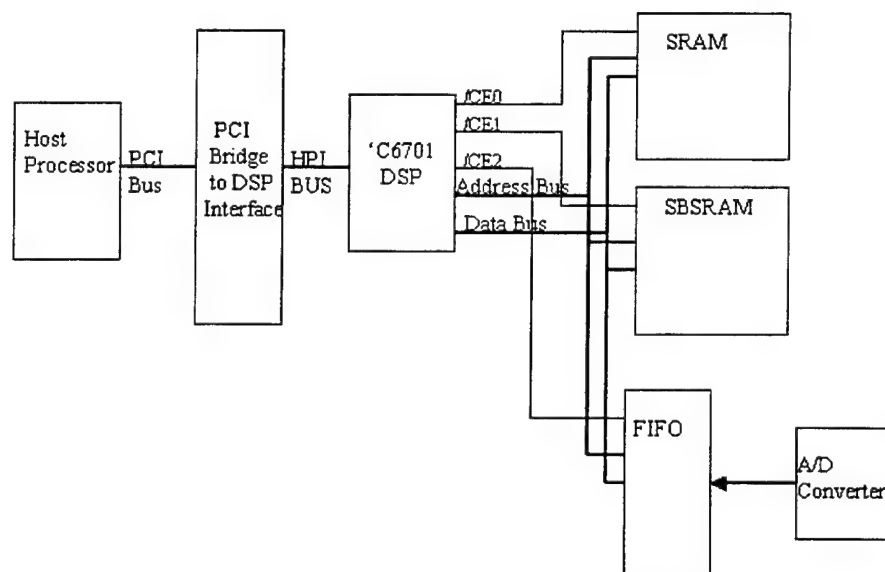 Host
Processor
PCI
Bus
PCI
Bridge
to DSP
Interface
HPI
BUS
'C6701
DSP
/CE0
/CE1
/CE2
Address Bus
Data Bus
SRAM
SBSRAM
FIFO
A/D
Converter